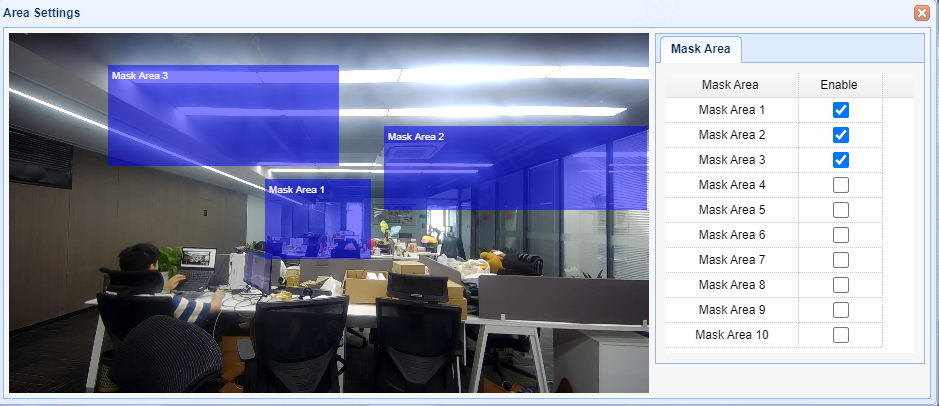 Area Settings
Mask Area 3
Mask Area 2
Mask Area 1
Mask Area
Mask Area Enable
Mask Area 1
Mask Area 2
Mask Area 3
Mask Area 4
Mask Area 5
Mask Area 6
Mask Area 7
Mask Area 8
Mask Area 9
Mask Area 10